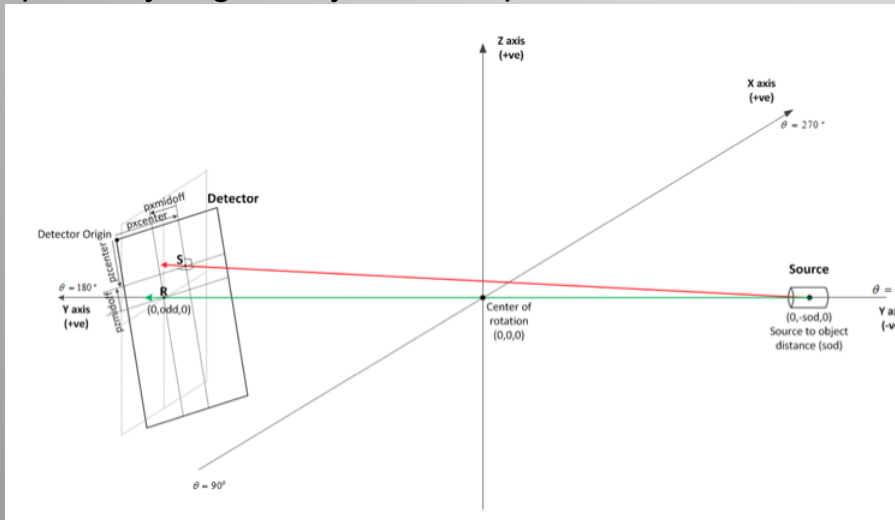 Z axis
(+ve)
X axis
(+ve)
θ = 270 °
pxmidoff
Detector
pxcenter
Detector Origin
pzcenter
S
Source
θ = 180 °
R
θ =
Y axis
(+ve)
pzmidoff
(0,odd,0)
Center of
rotation
(0,0,0)
(0,-sod,0)
Source to object
distance (sod)
θ = 90°